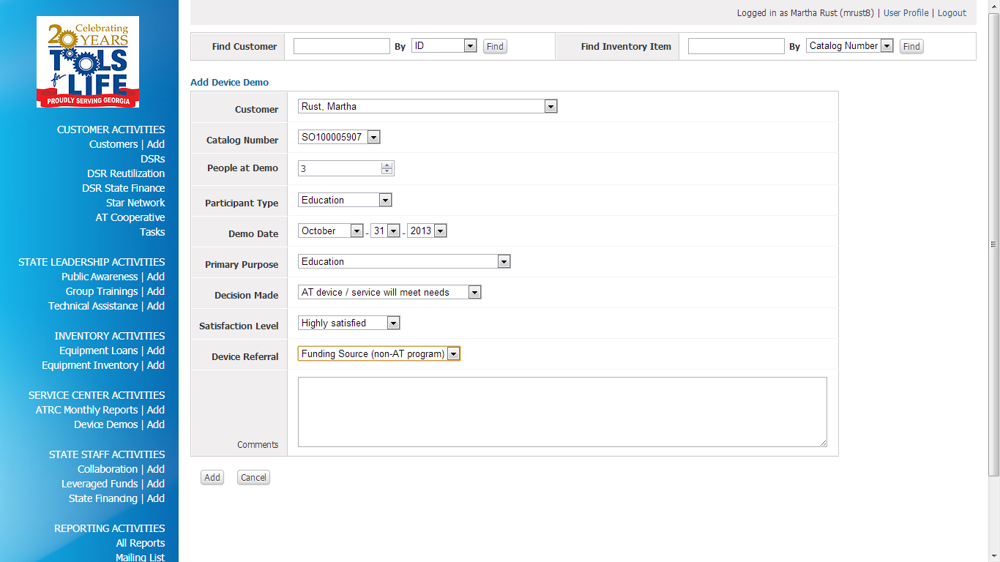 Celebrating
20 YEARS
TOOLS
for LIFE
PROUDLY SERVING GEORGIA
CUSTOMER ACTIVITIES
Customers | Add
DSRs
DSR Reutilization
DSR State Finance
Star Network
AT Cooperative
Tasks
STATE LEADERSHIP ACTIVITIES
Public Awareness | Add
Group Trainings | Add
Technical Assistance | Add
INVENTORY ACTIVITIES
Equipment Loans | Add
Equipment Inventory | Add
SERVICE CENTER ACTIVITIES
ATRC Monthly Reports | Add
Device Demos | Add
STATE STAFF ACTIVITIES
Collaboration | Add
Leveraged Funds | Add
State Financing | Add
REPORTING ACTIVITIES
All Reports
Mailing List
Logged in as Martha Rust (mrust8) | User Profile | Logout
Find Customer By ID Find Find Inventory Item By Catalog Number Find
Add Device Demo
Customer Rust, Martha
Catalog Number SO100005907
People at Demo 3
Participant Type Education
Demo Date October - 31 - 2013
Primary Purpose Education
Decision Made AT device / service will meet needs
Satisfaction Level Highly satisfied
Device Referral Funding Source (non-AT program)
Comments
Add Cancel